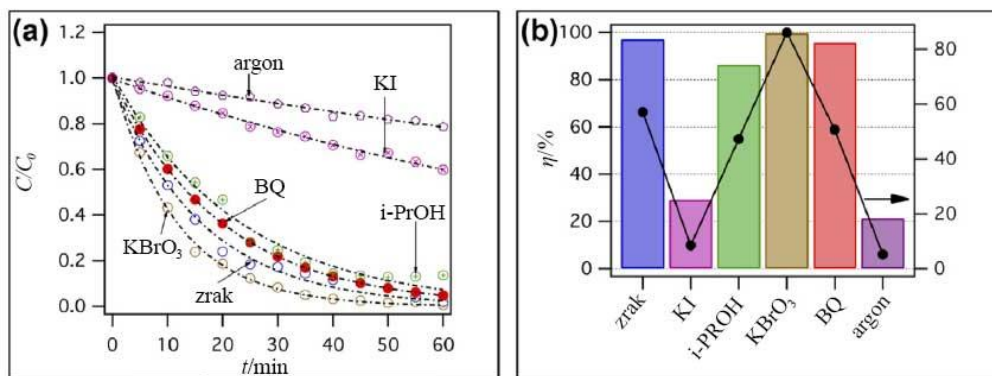 (a)
1.2
1.0
0.8
0.6
0.4
0.2
0.0
C/C₀
argon
KI
BQ
i-PrOH
KBrO₃
zrak
0 10 20 30 40 50 60
t/min
(b)
100
80
60
40
20
0
η/%
80
60
40
20
0
zrak
KI
i-PROH
KBrO₃
BQ
argon